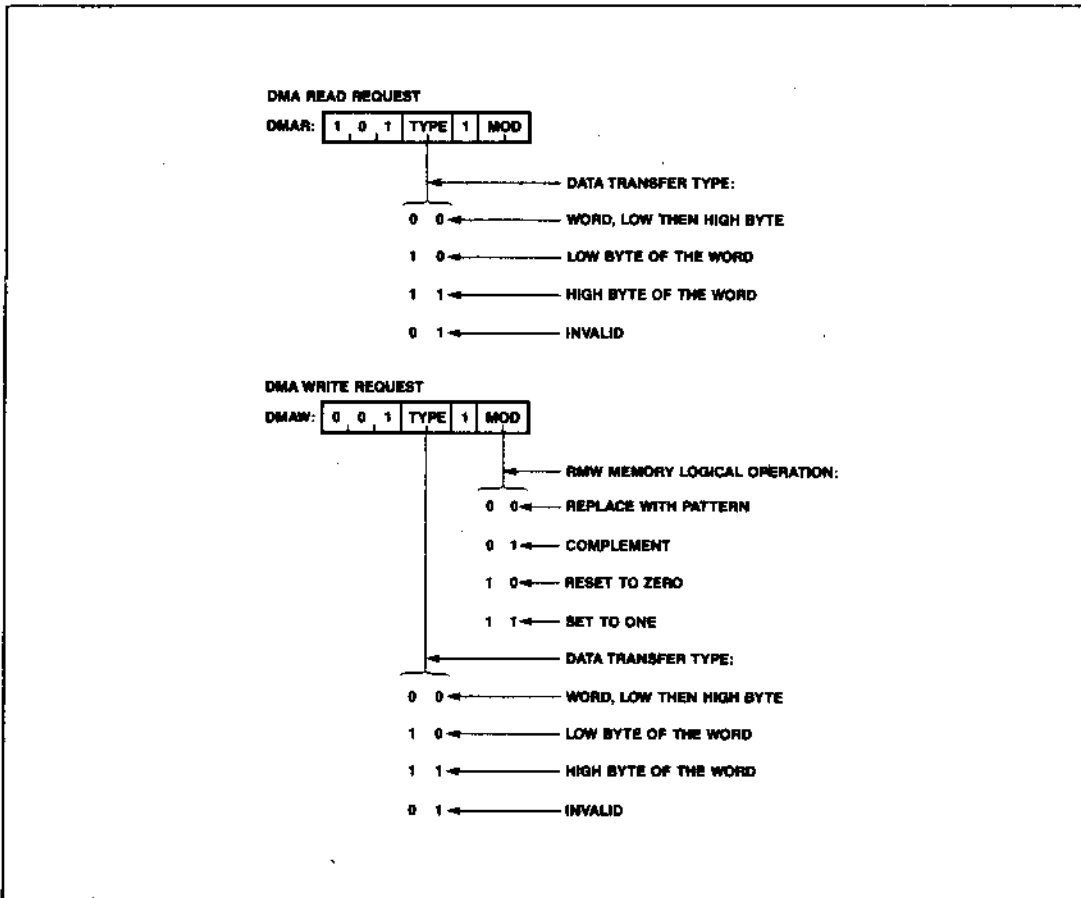 DMA READ REQUEST
DMAR: 1 0 1 TYPE 1 MOD
DATA TRANSFER TYPE:
0 0 WORD, LOW THEN HIGH BYTE
1 0 LOW BYTE OF THE WORD
1 1 HIGH BYTE OF THE WORD
0 1 INVALID
DMA WRITE REQUEST
DMAW: 0 0 1 TYPE 1 MOD
RMW MEMORY LOGICAL OPERATION:
0 0 REPLACE WITH PATTERN
0 1 COMPLEMENT
1 0 RESET TO ZERO
1 1 SET TO ONE
DATA TRANSFER TYPE:
0 0 WORD, LOW THEN HIGH BYTE
1 0 LOW BYTE OF THE WORD
1 1 HIGH BYTE OF THE WORD
0 1 INVALID